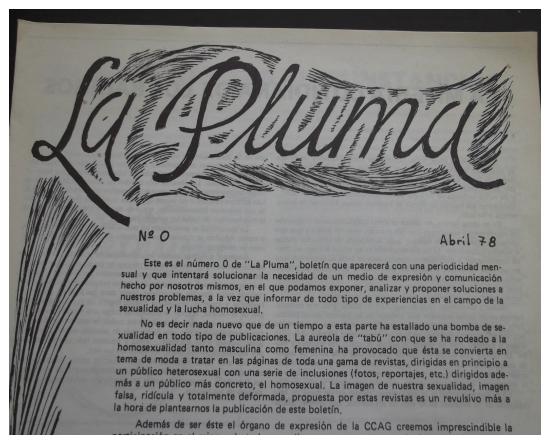 La Pluma
Nº 0
Abril 78
Este es el número 0 de "La Pluma", boletín que aparecerá con una periodicidad men-
sual y que intentará solucionar la necesidad de un medio de expresión y comunicación
hecho por nosotros mismos, en el que podamos exponer, analizar y proponer soluciones a
nuestros problemas, a la vez que informar de todo tipo de experiencias en el campo de la
sexualidad y la lucha homosexual.
No es decir nada nuevo que de un tiempo a esta parte ha estallado una bomba de se-
xualidad en todo tipo de publicaciones. La aureola de "tabú" con que se ha rodeado a la
homosexualidad tanto masculina como femenina ha provocado que ésta se convierta en
tema de moda a tratar en las páginas de toda una gama de revistas, dirigidas en principio a
un público heterosexual con una serie de inclusiones (fotos, reportajes, etc.) dirigidos ade-
más a un público más concreto, el homosexual. La imagen de nuestra sexualidad, imagen
falsa, ridícula y totalmente deformada, propuesta por estas revistas es un revulsivo más a
la hora de plantearnos la publicación de este boletín.
Además de ser éste el órgano de expresión de la CCAG creemos imprescindible la